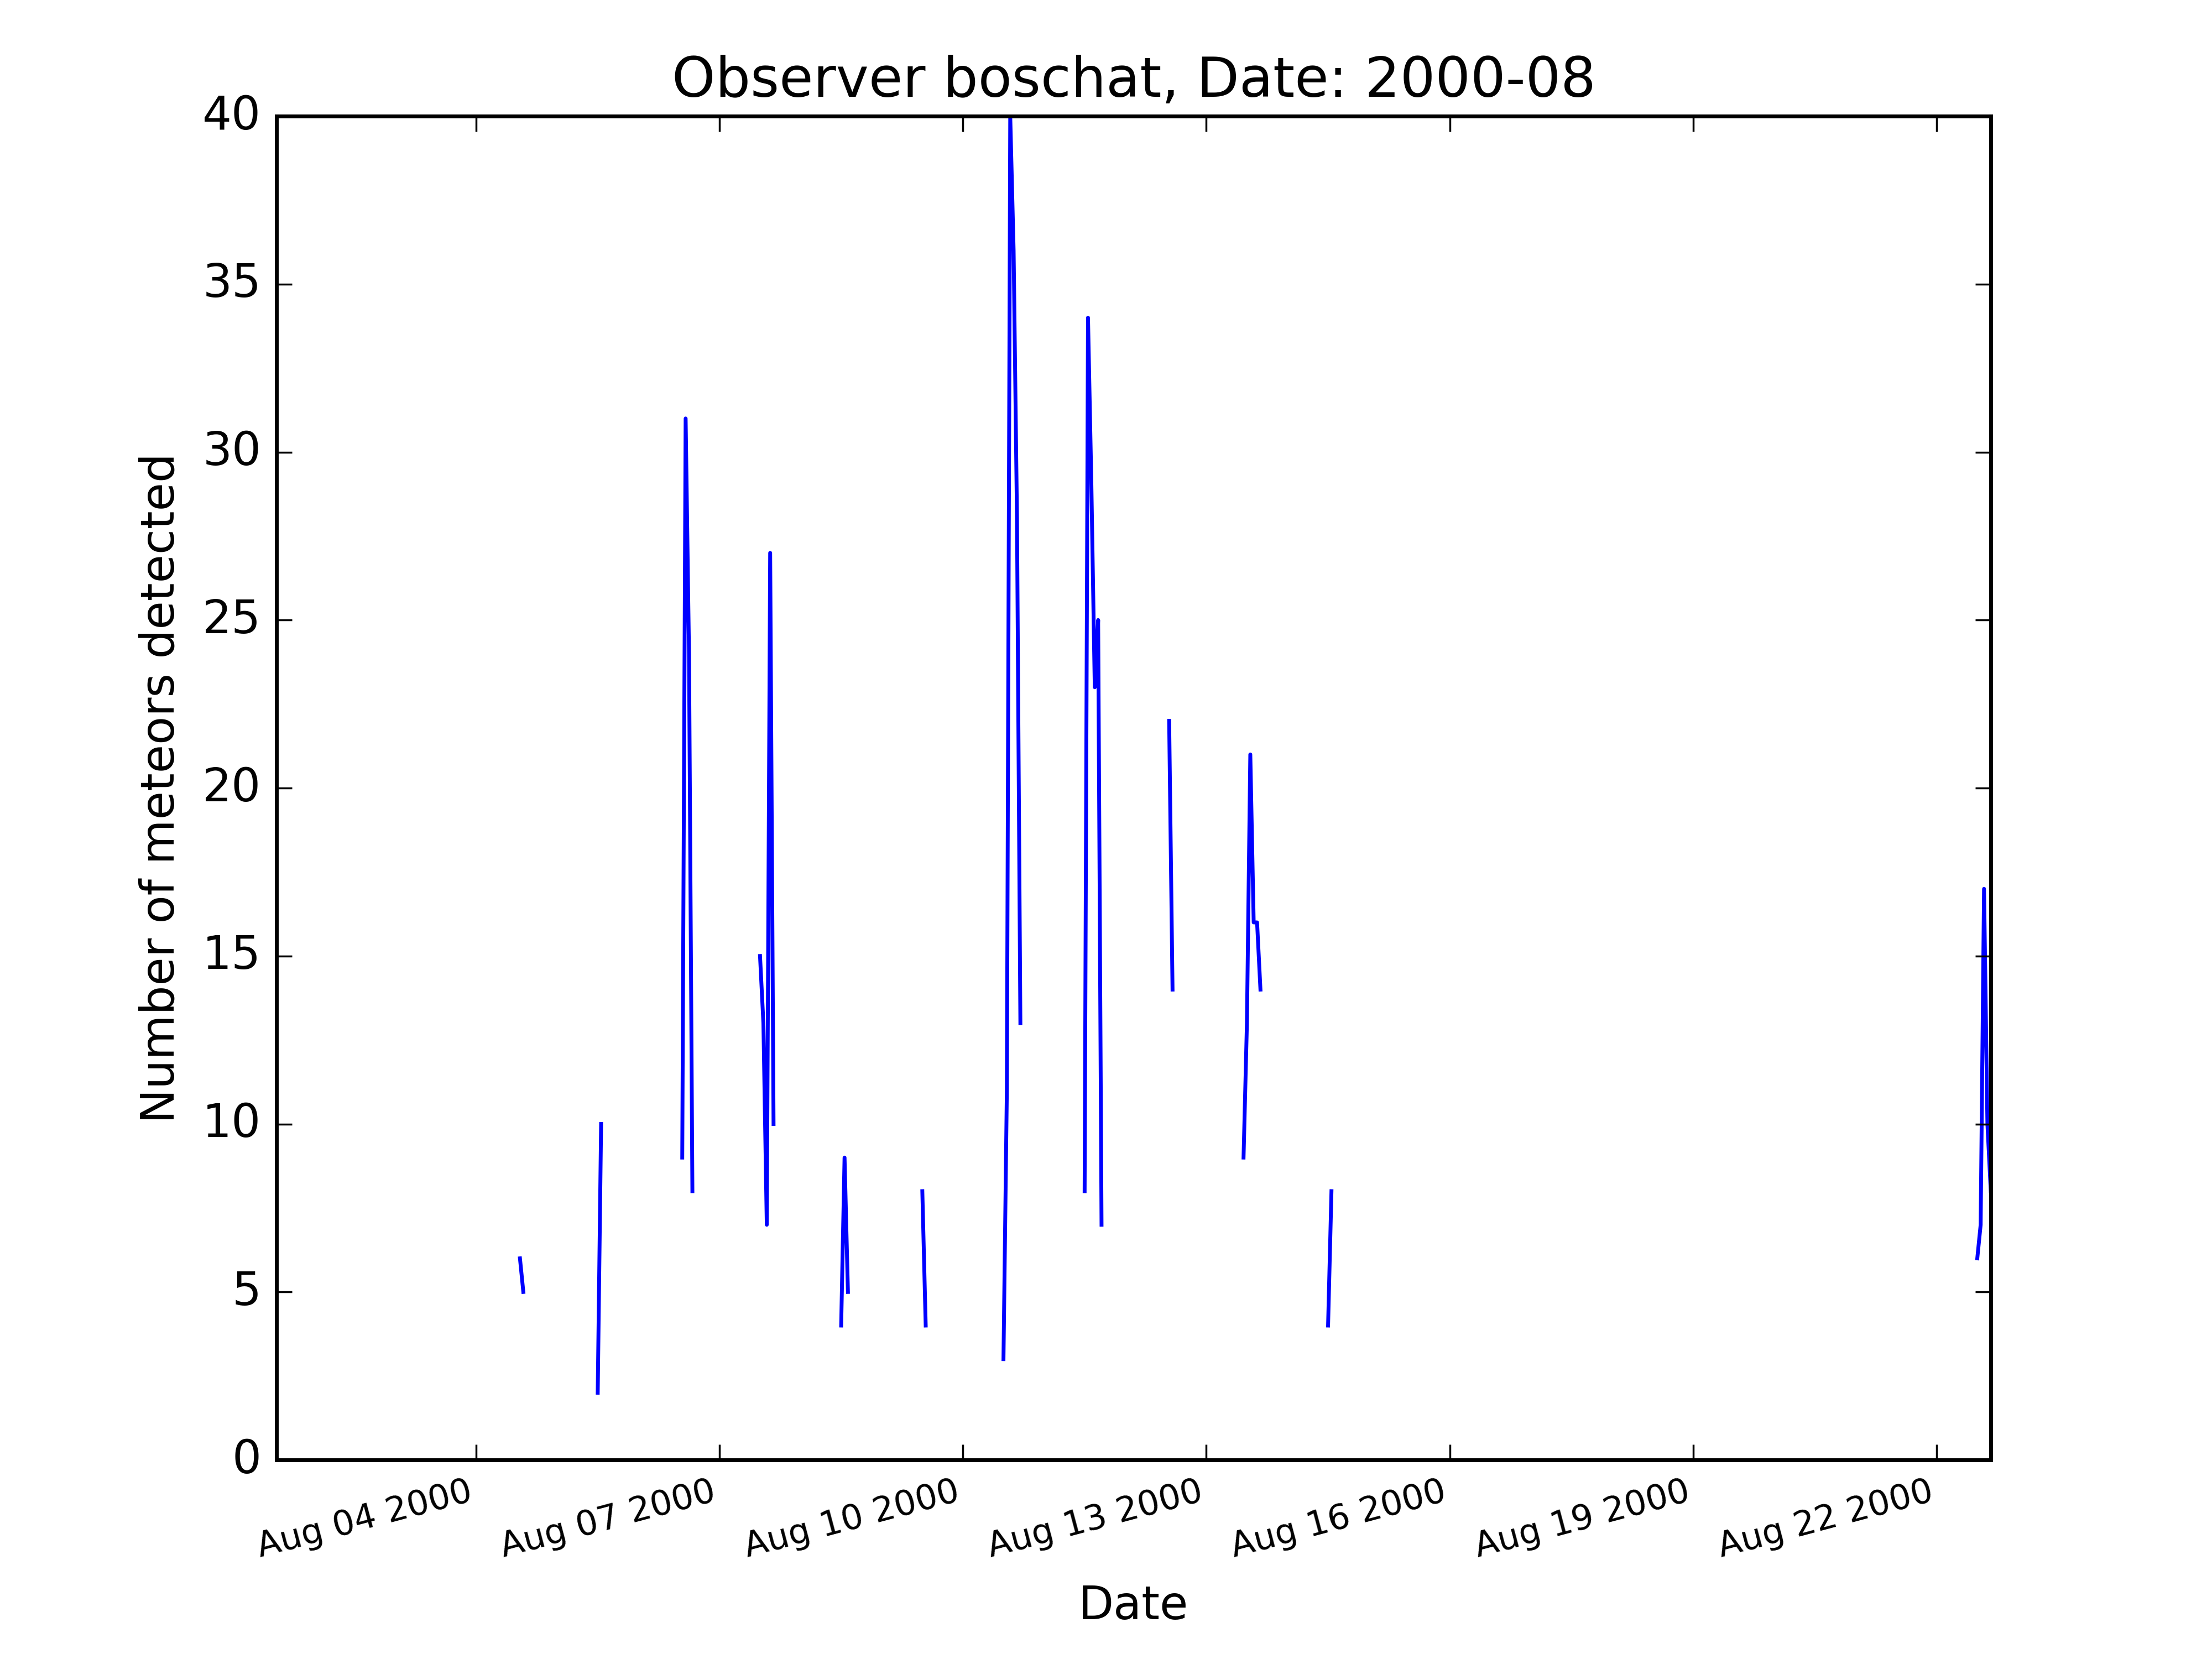 Observer boschat, Date: 2000-08
40
35
30
25
20
15
10
5
0
Number of meteors detected
Aug 04 2000
Aug 07 2000
Aug 10 2000
Aug 13 2000
Aug 16 2000
Aug 19 2000
Aug 22 2000
Date